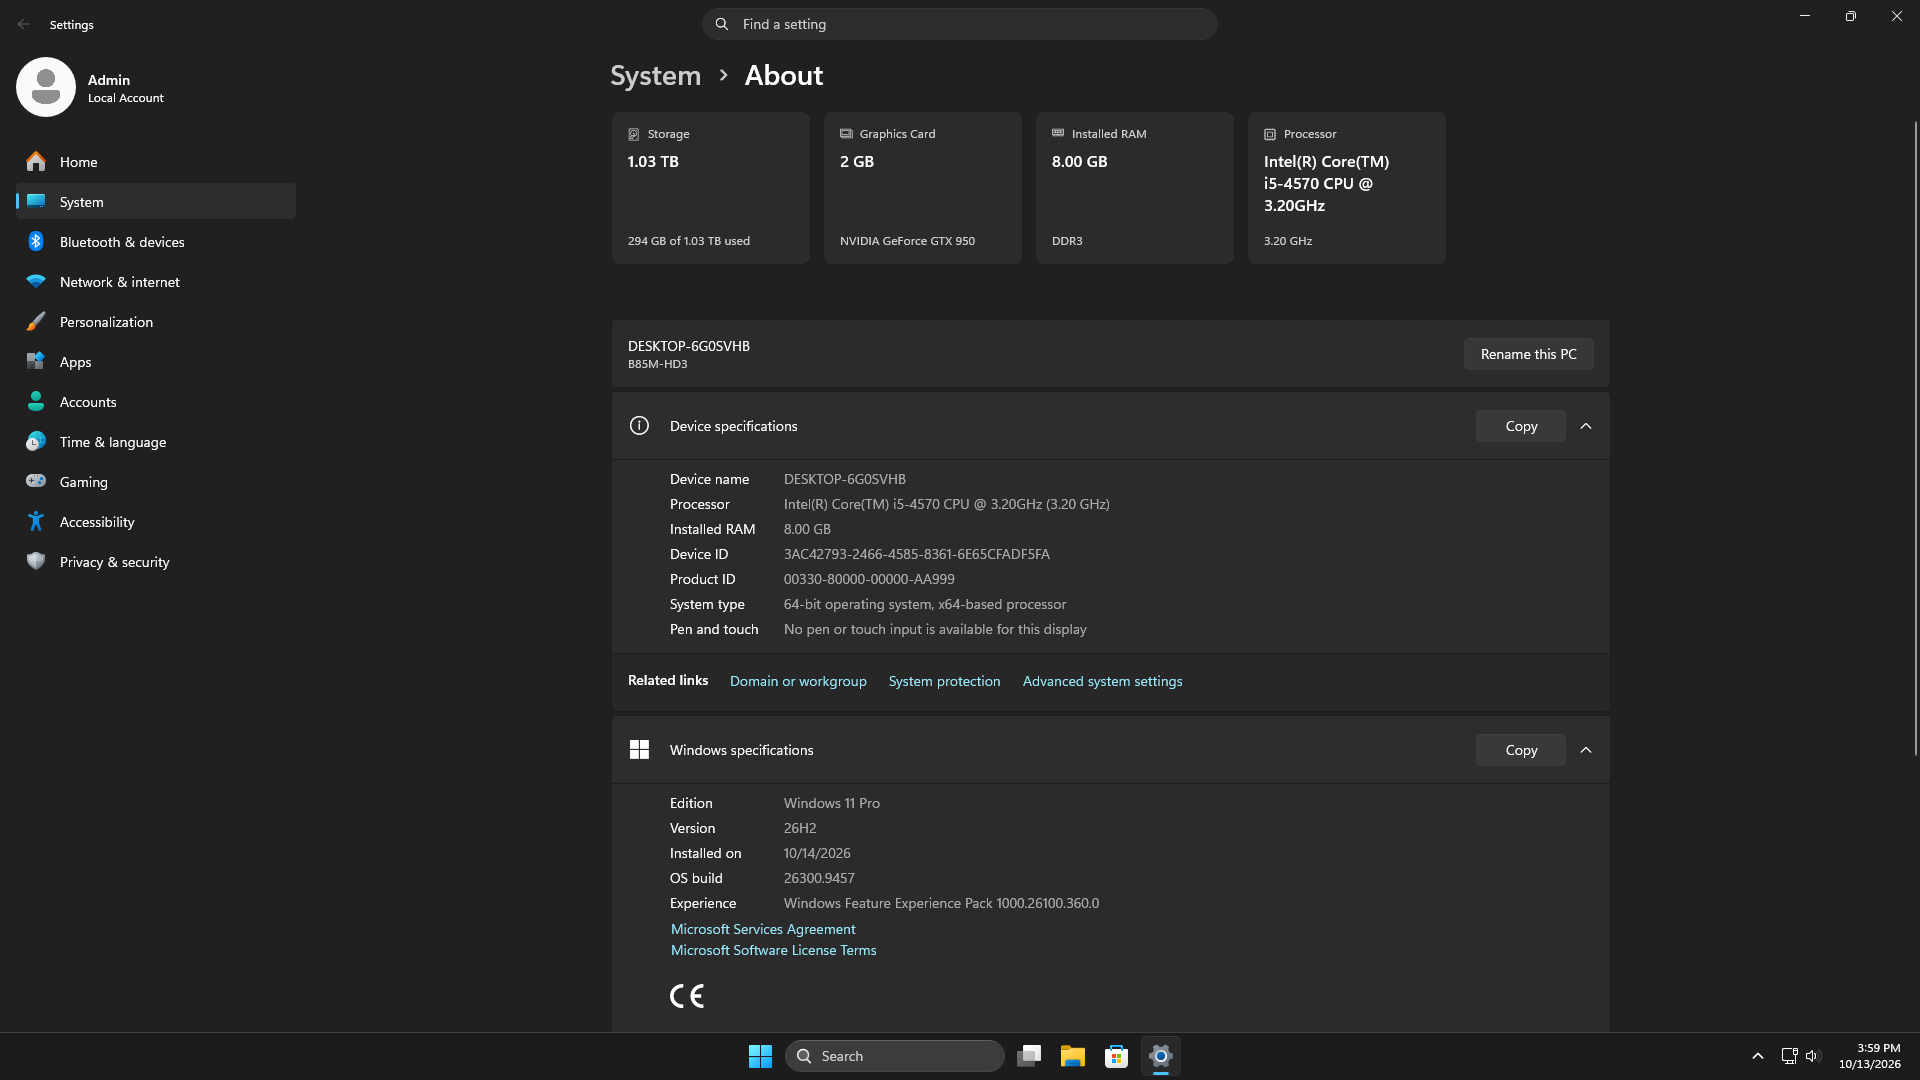 Settings
Find a setting
Admin
Local Account
Home
System
Bluetooth & devices
Network & internet
Personalization
Apps
Accounts
Time & language
Gaming
Accessibility
Privacy & security
System > About
Storage
1.03 TB
294 GB of 1.03 TB used
Graphics Card
2 GB
NVIDIA GeForce GTX 950
Installed RAM
8.00 GB
DDR3
Processor
Intel(R) Core(TM)
i5-4570 CPU @
3.20GHz
3.20 GHz
DESKTOP-6G0SVHB
B85M-HD3
Rename this PC
Device specifications
Copy
Device name DESKTOP-6G0SVHB
Processor Intel(R) Core(TM) i5-4570 CPU @ 3.20GHz (3.20 GHz)
Installed RAM 8.00 GB
Device ID 3AC42793-2466-4585-8361-6E65CFADF5FA
Product ID 00330-80000-00000-AA999
System type 64-bit operating system, x64-based processor
Pen and touch No pen or touch input is available for this display
Related links Domain or workgroup System protection Advanced system settings
Windows specifications
Copy
Edition Windows 11 Pro
Version 26H2
Installed on 10/14/2026
OS build 26300.9457
Experience Windows Feature Experience Pack 1000.26100.360.0
Microsoft Services Agreement
Microsoft Software License Terms
CE
Search
3:59 PM
10/13/2026